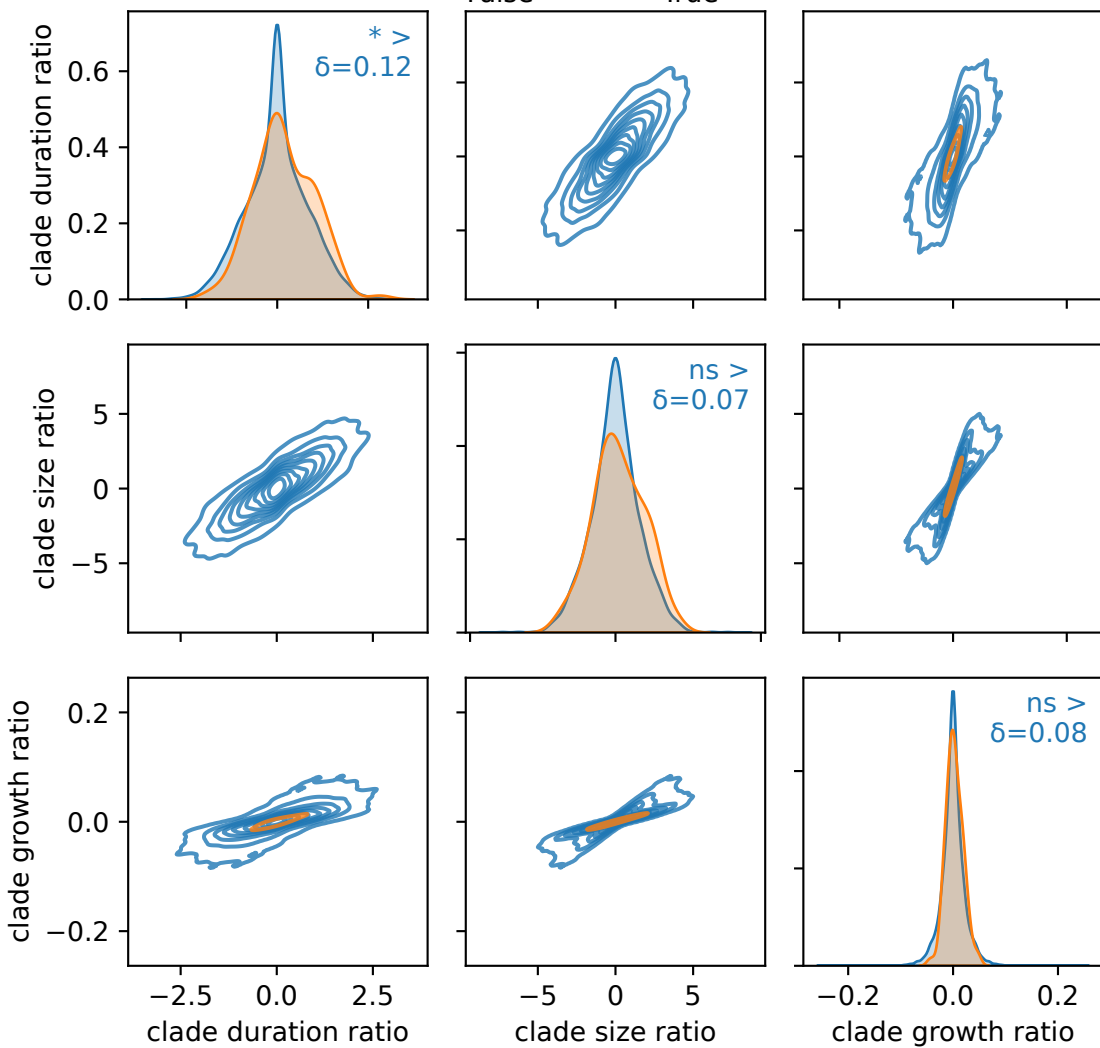 True
clade duration ratio
0.6
0.4
0.2
0.0
* >
δ=0.12
clade size ratio
5
0
−5
ns >
δ=0.07
clade growth ratio
0.2
0.0
−0.2
ns >
δ=0.08
−2.5 0.0 2.5
−5 0 5
−0.2 0.0 0.2
clade duration ratio
clade size ratio
clade growth ratio